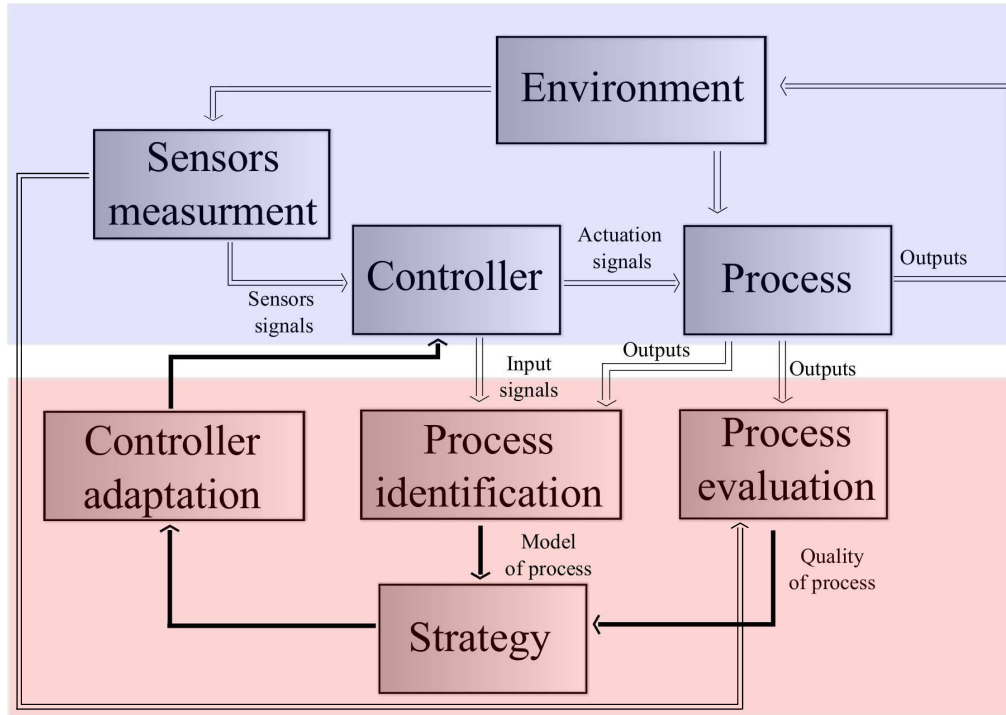 Environment
Sensors
measurment
Controller
Actuation
signals
Process
Outputs
Sensors
signals
Input
signals
Outputs
Outputs
Controller
adaptation
Process
identification
Process
evaluation
Model
of process
Quality
of process
Strategy